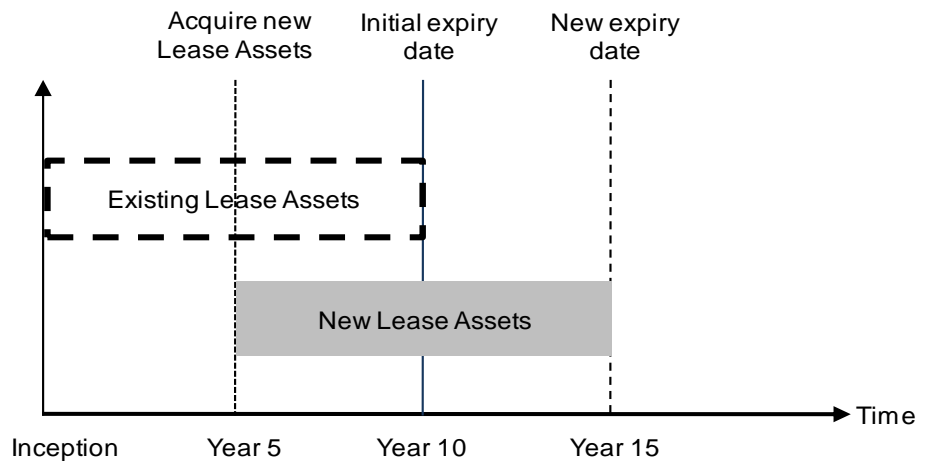 Acquire new
Lease Assets
Initial expiry
date
New expiry
date
Existing Lease Assets
New Lease Assets
Time
Inception
Year 5
Year 10
Year 15